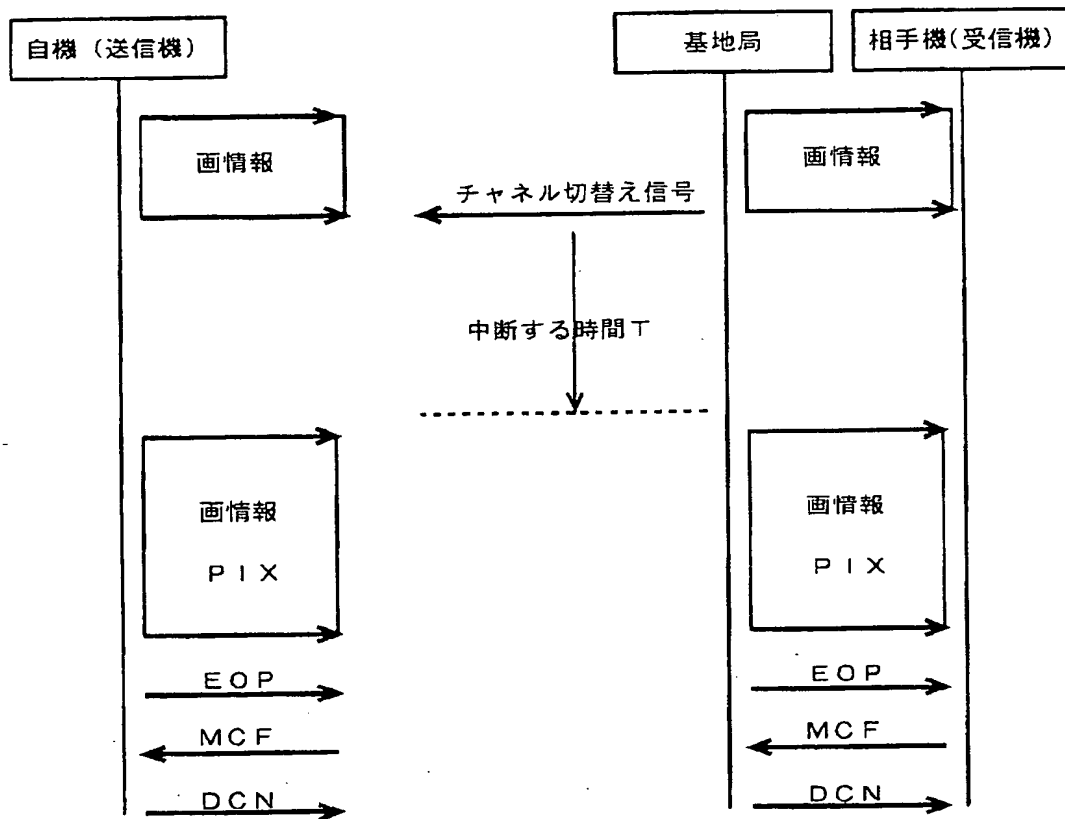 自機（送信機）
基地局
相手機(受信機)
画情報
画情報
チャネル切替え信号
中断する時間T
画情報
PIX
画情報
PIX
EOP
EOP
MCF
MCF
DCN
DCN